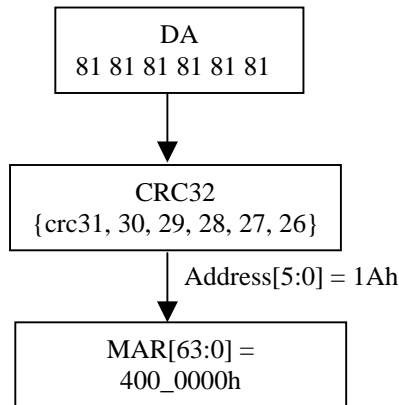 DA
81 81 81 81 81 81
CRC32
{crc31, 30, 29, 28, 27, 26}
Address[5:0] = 1Ah
MAR[63:0] =
400_0000h